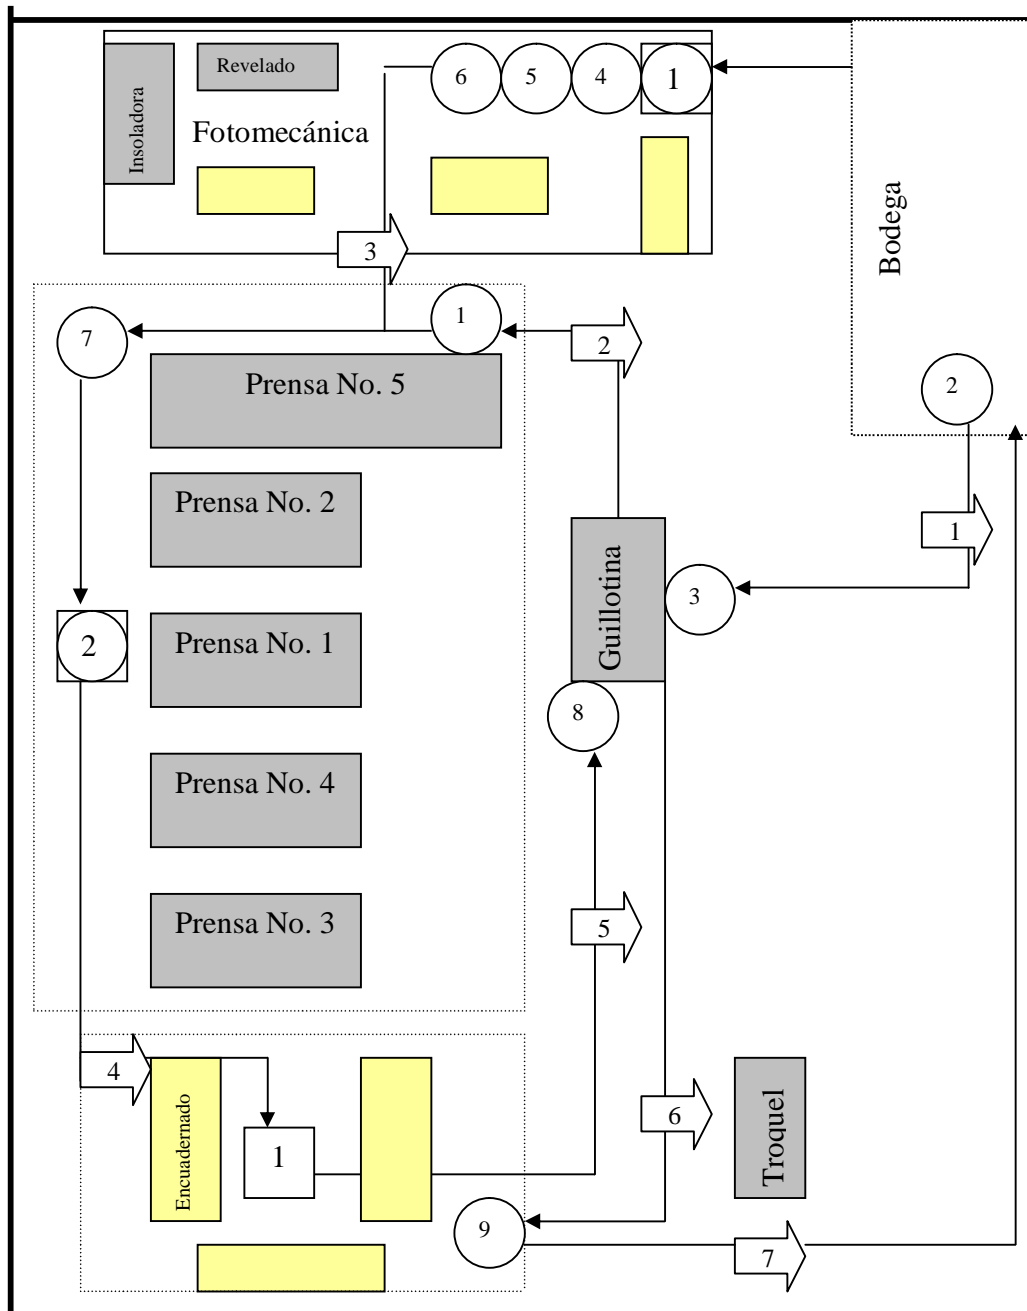 Revelado
6
5
4
1
Insoladora
Fotomecánica
Bodega
3
1
7
2
Prensa No. 5
2
Prensa No. 2
1
Guillotina
3
Prensa No. 1
2
8
Prensa No. 4
Prensa No. 3
5
4
Encuadernado
1
6
Troquel
9
7